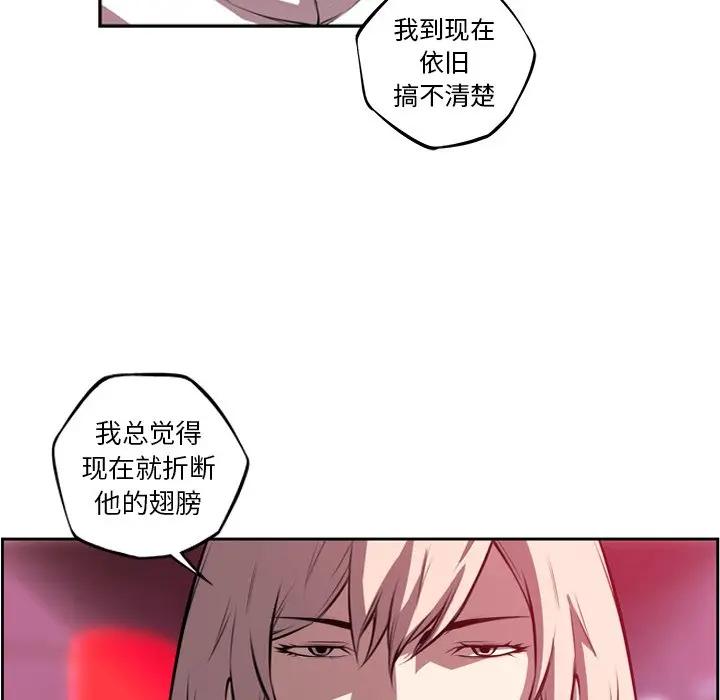 我到现在
依旧
搞不清楚
我总觉得
现在就折断
他的翅膀